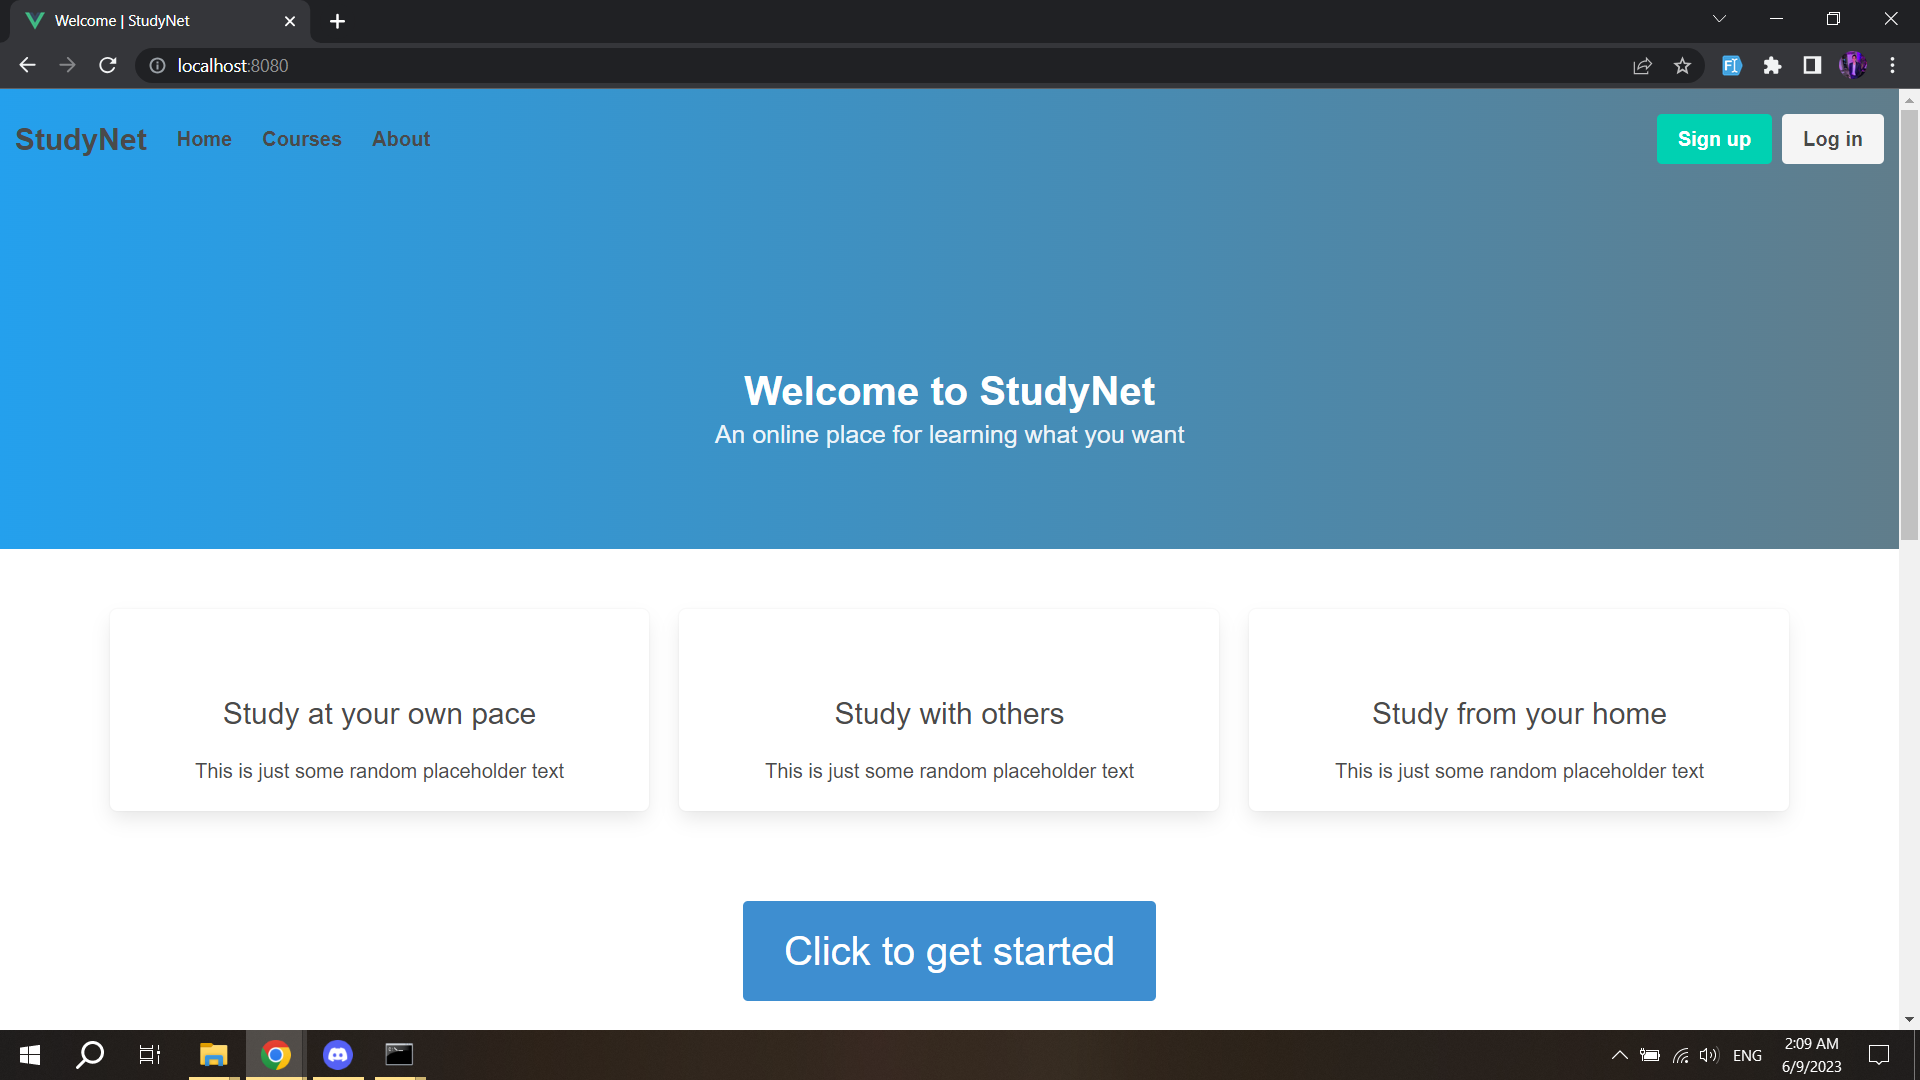 Welcome | StudyNet
localhost:8080
StudyNet Home Courses About Sign up Log in
Welcome to StudyNet
An online place for learning what you want
Study at your own pace
This is just some random placeholder text
Study with others
This is just some random placeholder text
Study from your home
This is just some random placeholder text
Click to get started
ENG
2:09 AM
6/9/2023